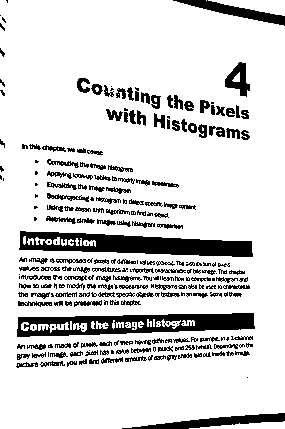 4
Counting the Pixels
with Histograms
In this chapter, we will cover:
Computing the image histogram
Applying look-up tables to modify image appearance
Equalizing the image histogram
Backprojecting a histogram to detect specific image content
Using the mean shift algorithm to find an object
Retrieving similar images using histogram comparison
Introduction
An image is composed of pixels of different values (colors). The distribution of pixel
values across the image constitutes an important characteristic of this image. This chapter
introduces the concept of image histograms. You will learn how to compute a histogram and
how to use it to modify the image's appearance. Histograms can also be used to characterize
the image's content and to detect specific objects or textures in an image. Some of these
techniques will be presented in this chapter.
Computing the image histogram
An image is made of pixels, each of them having different values. For example, in a 1-channel
gray-level image, each pixel has a value between 0 (black) and 255 (white). Depending on the
picture content, you will find different amounts of each gray shade laid out inside the image.